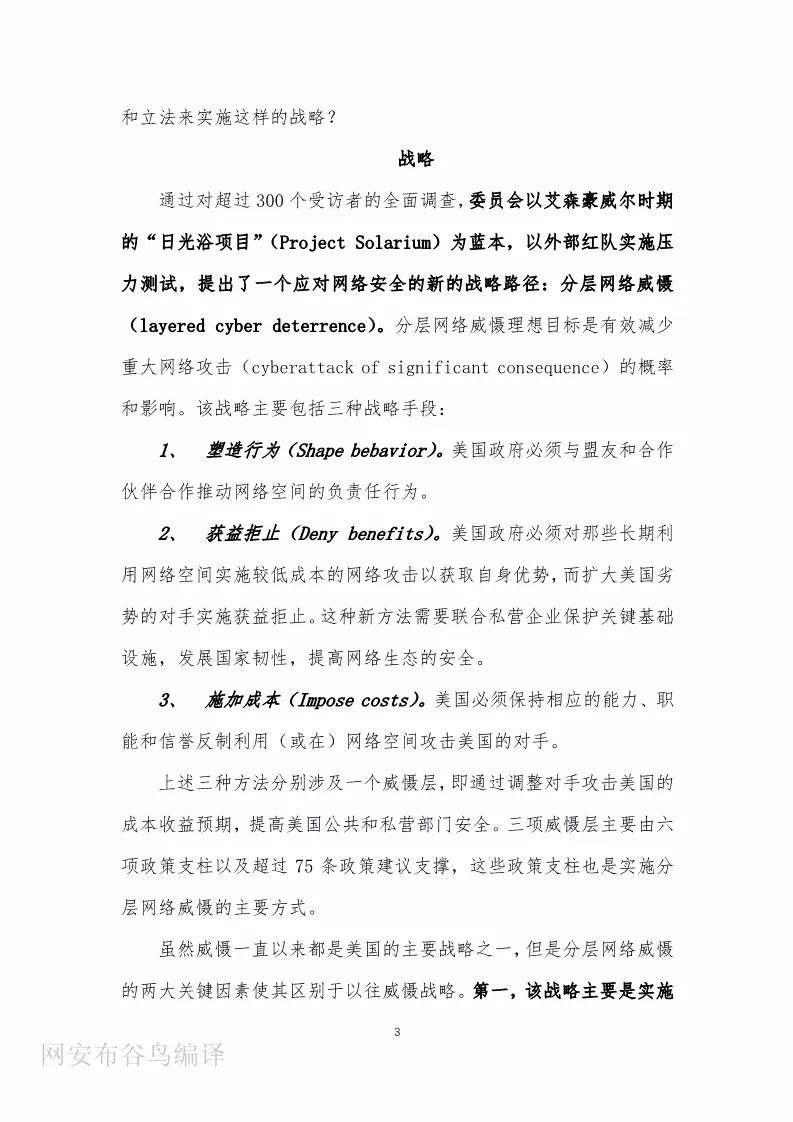 和立法来实施这样的战略？
战略
通过对超过 300 个受访者的全面调查，委员会以艾森豪威尔时期
的“日光浴项目”（Project Solarium）为蓝本，以外部红队实施压
力测试，提出了一个应对网络安全的新的战略路径：分层网络威慑
（layered cyber deterrence）。分层网络威慑理想目标是有效减少
重大网络攻击（cyberattack of significant consequence）的概率
和影响。该战略主要包括三种战略手段：
1、 塑造行为（Shape bebavior）。美国政府必须与盟友和合作
伙伴合作推动网络空间的负责任行为。
2、 获益拒止（Deny benefits）。美国政府必须对那些长期利
用网络空间实施较低成本的网络攻击以获取自身优势，而扩大美国劣
势的对手实施获益拒止。这种新方法需要联合私营企业保护关键基础
设施，发展国家韧性，提高网络生态的安全。
3、 施加成本（Impose costs）。美国必须保持相应的能力、职
能和信誉反制利用（或在）网络空间攻击美国的对手。
上述三种方法分别涉及一个威慑层，即通过调整对手攻击美国的
成本收益预期，提高美国公共和私营部门安全。三项威慑层主要由六
项政策支柱以及超过 75 条政策建议支撑，这些政策支柱也是实施分
层网络威慑的主要方式。
虽然威慑一直以来都是美国的主要战略之一，但是分层网络威慑
的两大关键因素使其区别于以往威慑战略。第一，该战略主要是实施
3
网安布谷鸟编译